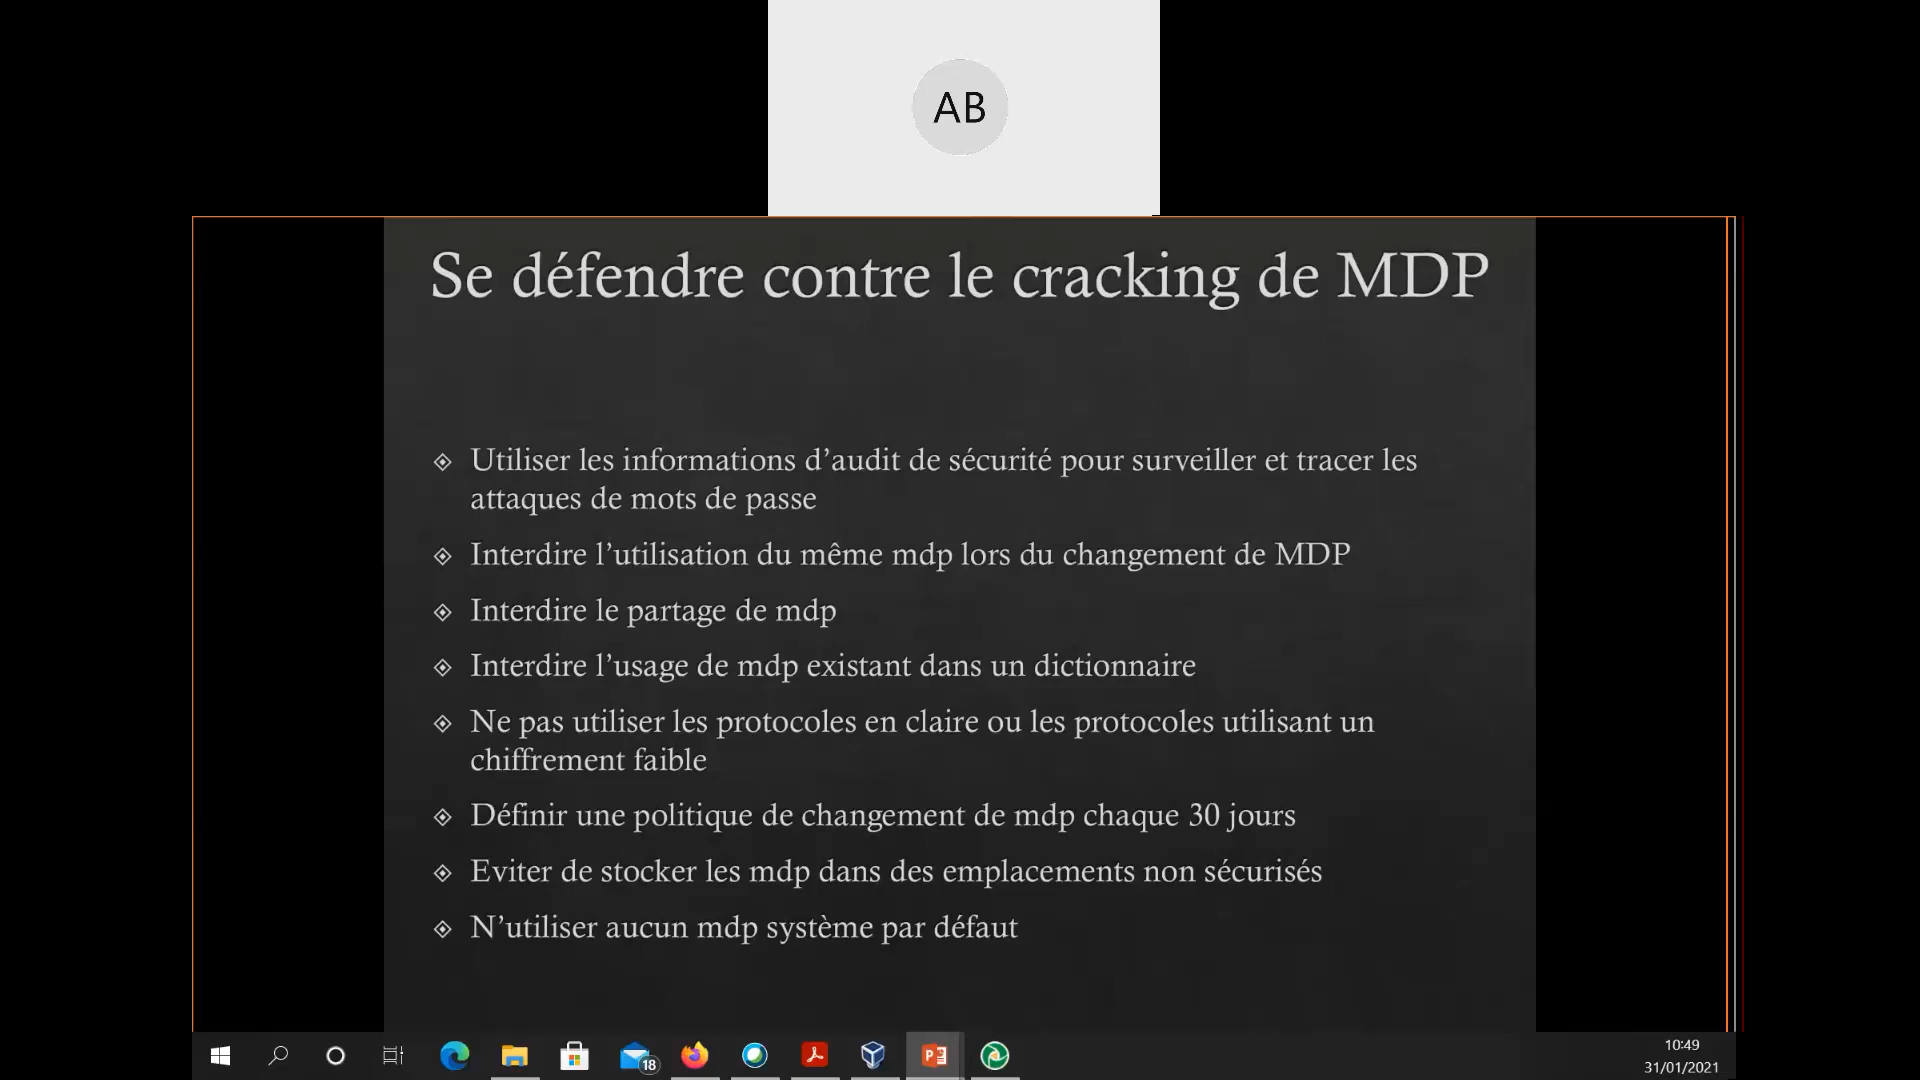 AB
Se défendre contre le cracking de MDP
Utiliser les informations d’audit de sécurité pour surveiller et tracer les
attaques de mots de passe
Interdire l’utilisation du même mdp lors du changement de MDP
Interdire le partage de mdp
Interdire l’usage de mdp existant dans un dictionnaire
Ne pas utiliser les protocoles en claire ou les protocoles utilisant un
chiffrement faible
Définir une politique de changement de mdp chaque 30 jours
Eviter de stocker les mdp dans des emplacements non sécurisés
N’utiliser aucun mdp système par défaut
18
10:49
31/01/2021